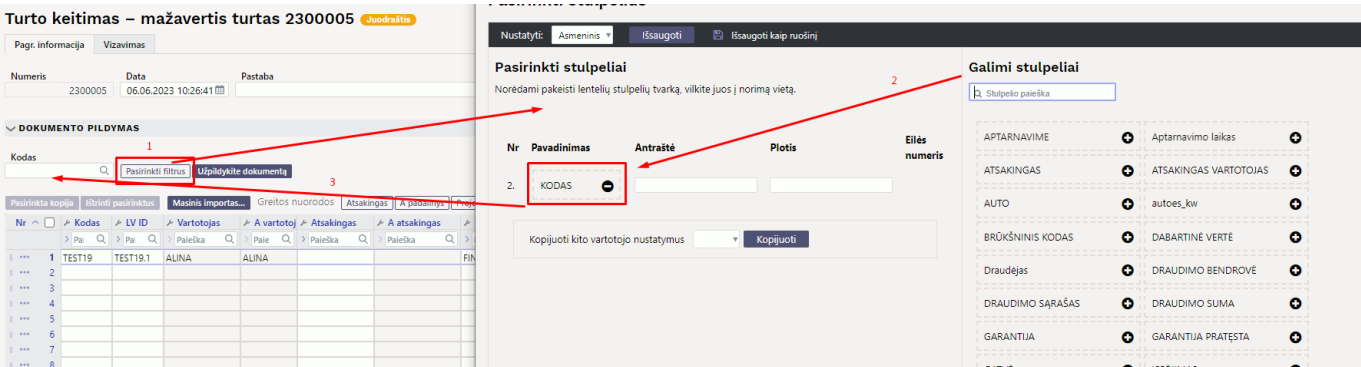 Turto keitimas – mažavertis turtas 2300005 Juodraštis
Pagr. informacija Vizavimas
Numeris Data Pastaba
2300005 06.06.2023 10:26:41
DOKUMENTO PILDYMAS
1
Kodas
Pasirinkti filtrus Užpildykite dokumentą
3
Pasirinkta kopija Ištrinti pasirinktus Masinis importas... Greitos nuorodos Atsakingas A padalinys Proje
Nr Kodas LV ID Vartotojas A vartotoj Atsakingas A atsakingas
Pai Pai Paieška Paie Paieška Paieška
1 TEST19 TEST19.1 ALINA ALINA FIN
2
3
4
5
6
7
8
Nustatyti: Asmeninis Išsaugoti Išsaugoti kaip ruošinį
Pasirinkti stulpeliai
Norėdami pakeisti lentelių stulpelių tvarką, vilkite juos į norimą vietą.
2
Nr Pavadinimas Antraštė Plotis Eilės numeris
2. KODAS
Kopijuoti kito vartotojo nustatymus Kopijuoti
Galimi stulpeliai
Stulpelio paieška
APTARNAVIME Aptarnavimo laikas
ATSAKINGAS ATSAKINGAS VARTOTOJAS
AUTO autoes_kw
BRŪKŠNINIS KODAS DABARTINĖ VERTĖ
Draudėjas DRAUDIMO BENDROVĖ
DRAUDIMO SĄRAŠAS DRAUDIMO SUMA
GARANTIJA GARANTIJA PRATĘSTA